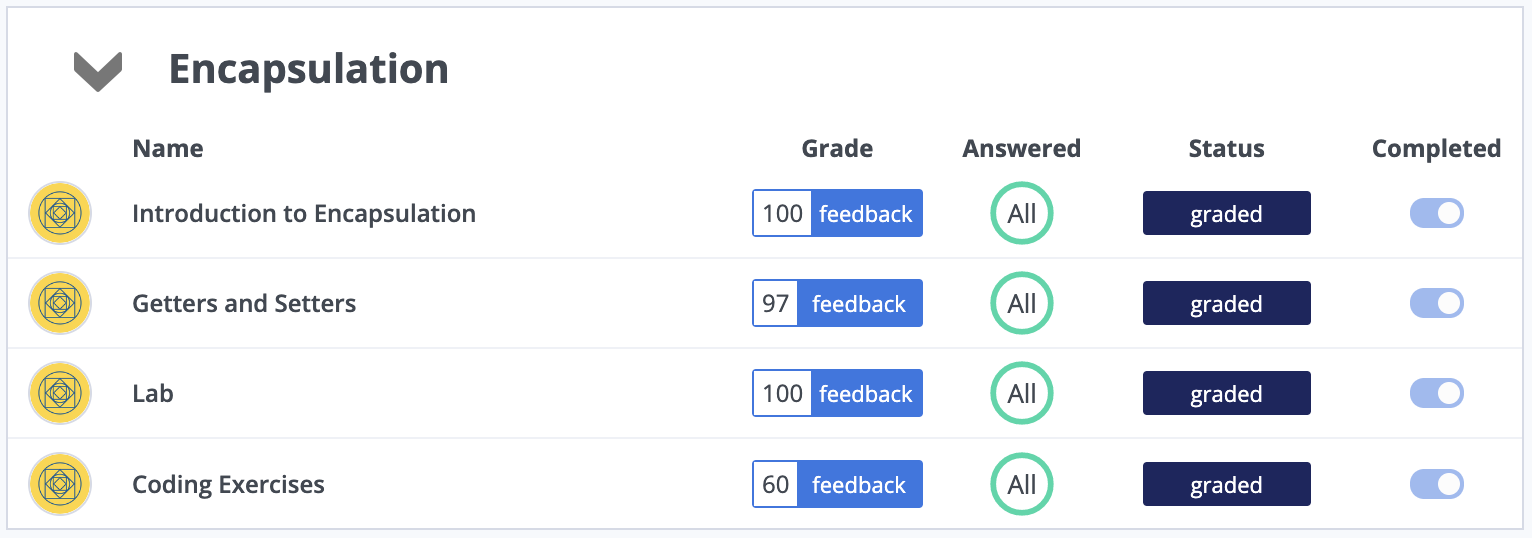 Encapsulation
Name Grade Answered Status Completed
Introduction to Encapsulation 100 feedback All graded
Getters and Setters 97 feedback All graded
Lab 100 feedback All graded
Coding Exercises 60 feedback All graded